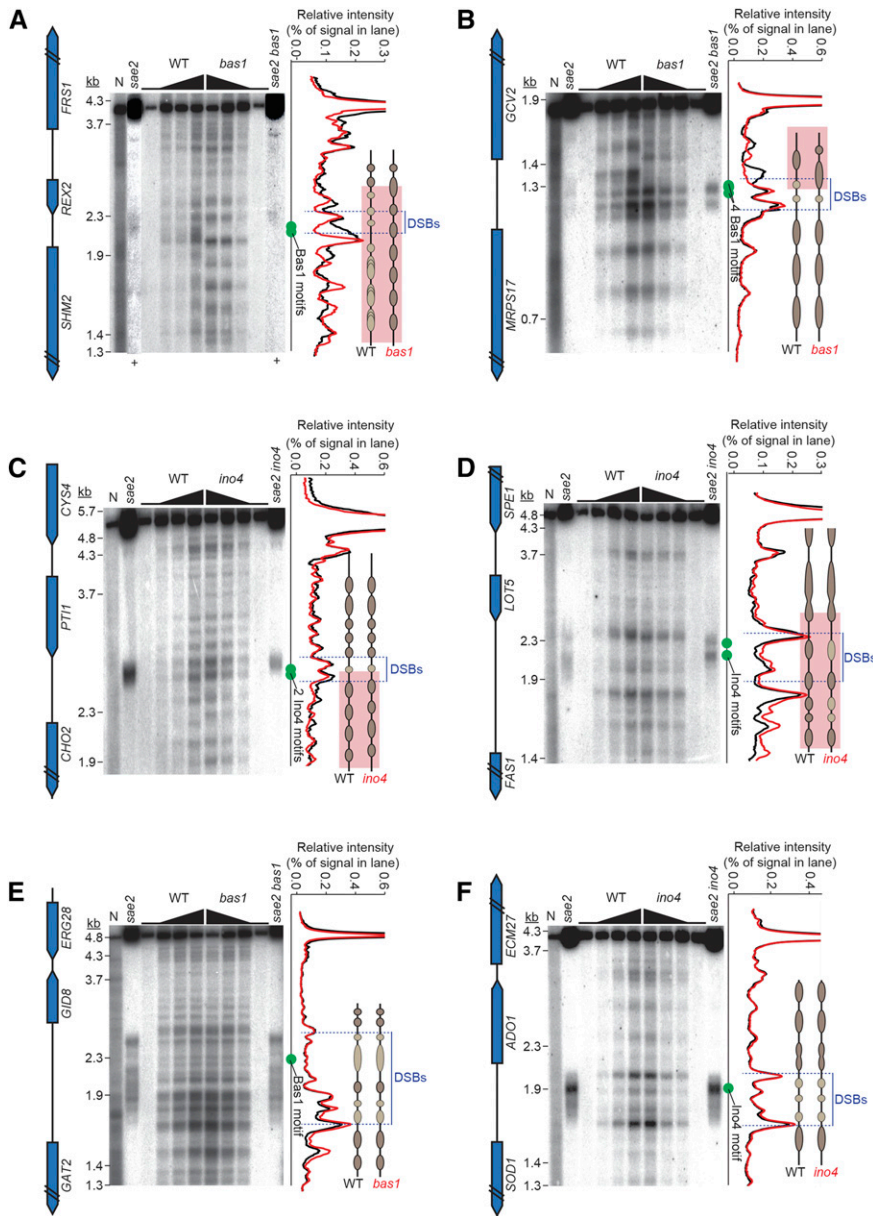 A
Relative intensity
(% of signal in lane)
0.0
0.1
0.2
0.3
WT
bas1
N
sae2
sae2 bas1
kb
4.3
3.7
2.3
1.9
1.4
1.3
FRS1
REX2
SHM2
Bas1 motifs
DSBs
WT
bas1
+
+
B
Relative intensity
(% of signal in lane)
0.0
0.2
0.4
0.6
WT
bas1
N
sae2
sae2 bas1
kb
1.9
1.4
1.3
0.7
GCV2
MRPS17
4 Bas1 motifs
DSBs
WT
bas1
C
Relative intensity
(% of signal in lane)
0.0
0.2
0.4
0.6
WT
ino4
N
sae2
sae2 ino4
kb
5.7
4.8
4.3
3.7
2.3
1.9
CYS4
PTI1
CHO2
2 Ino4 motifs
DSBs
WT
ino4
D
Relative intensity
(% of signal in lane)
0.0
0.1
0.2
0.3
WT
ino4
N
sae2
sae2 ino4
kb
4.8
3.7
2.3
1.9
1.4
SPE1
LOT5
FAS1
Ino4 motifs
DSBs
WT
ino4
E
Relative intensity
(% of signal in lane)
0.0
0.2
0.4
0.6
WT
bas1
N
sae2
sae2 bas1
kb
4.8
4.3
3.7
2.3
1.9
1.4
1.3
ERG28
GID8
GAT2
Bas1 motif
DSBs
WT
bas1
F
Relative intensity
(% of signal in lane)
0.0
0.2
0.4
WT
ino4
N
sae2
sae2 ino4
kb
4.3
3.7
2.3
1.9
1.4
1.3
ECM27
ADO1
SOD1
Ino4 motif
DSBs
WT
ino4